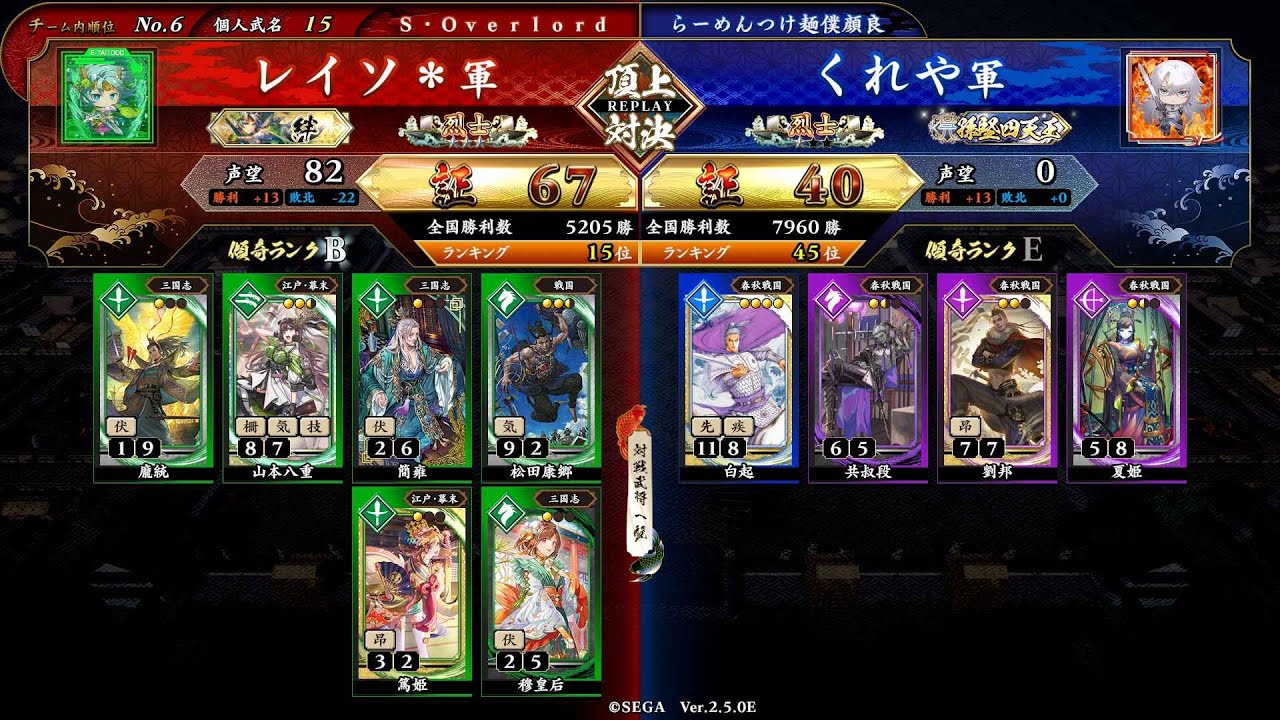 チーム内順位 No.6 個人武名 15
S・Overlord
らーめんつけ麺僕顔良
E-TAI1000
レイソ＊軍
頂上
REPLAY
対決
くれや軍
絆
烈士
烈士
孫堅四天王
声望 82
勝利 +13 敗北 -22
証 67
証 40
声望 0
勝利 +13 敗北 +0
全国勝利数 5205勝
全国勝利数 7960勝
傾奇ランクB
ランキング 15位
ランキング 45位
傾奇ランクE
三国志
伏
1 9
龐統
江戸・幕末
柵 気 技
8 7
山本八重
三国志
伏
2 6
簡雍
戦国
気
9 2
松田康郷
春秋戦国
先 疾
11 8
白起
春秋戦国
6 5
共叔段
春秋戦国
昂
7 7
劉邦
春秋戦国
5 8
夏姫
対戦武将一覧
江戸・幕末
昂
3 2
篤姫
三国志
伏
2 5
穆皇后
©SEGA Ver.2.5.0E